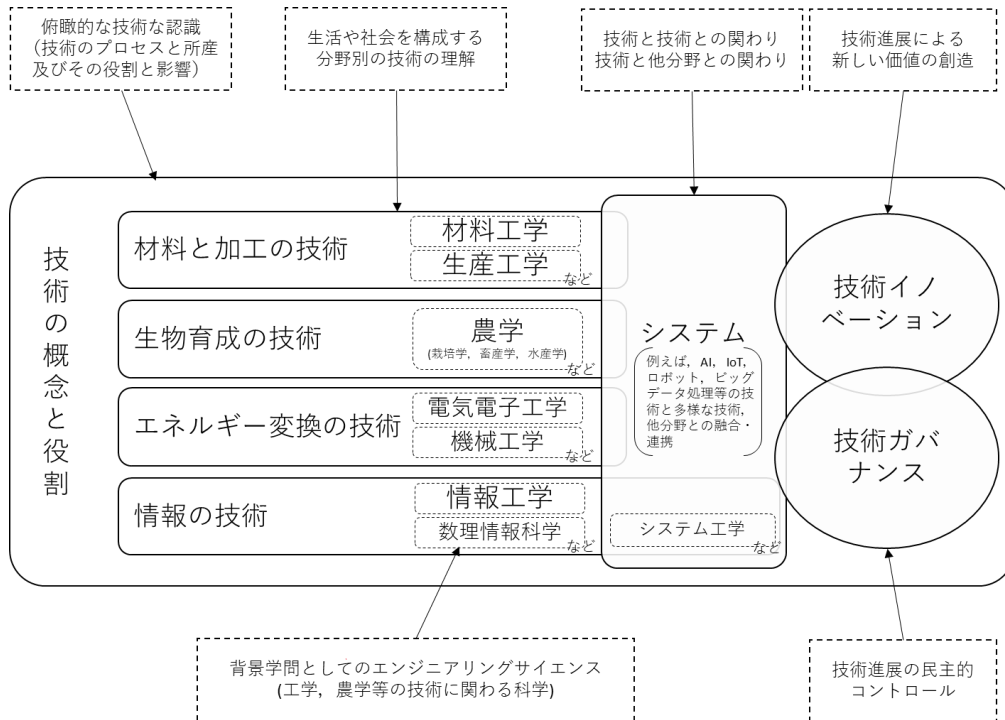 俯瞰的な技術な認識
（技術のプロセスと所産
及びその役割と影響）
生活や社会を構成する
分野別の技術の理解
技術と技術との関わり
技術と他分野との関わり
技術進展による
新しい価値の創造
技術の概念と役割
材料と加工の技術
材料工学
生産工学
など
生物育成の技術
農学
(栽培学，畜産学，水産学)
など
エネルギー変換の技術
電気電子工学
機械工学
など
情報の技術
情報工学
数理情報科学
など
システム
例えば，AI，IoT，
ロボット，ビッグ
データ処理等の技
術と多様な技術，
他分野との融合・
連携
システム工学
など
技術イノ
ベーション
技術ガバ
ナンス
背景学問としてのエンジニアリングサイエンス
(工学，農学等の技術に関わる科学)
技術進展の民主的
コントロール